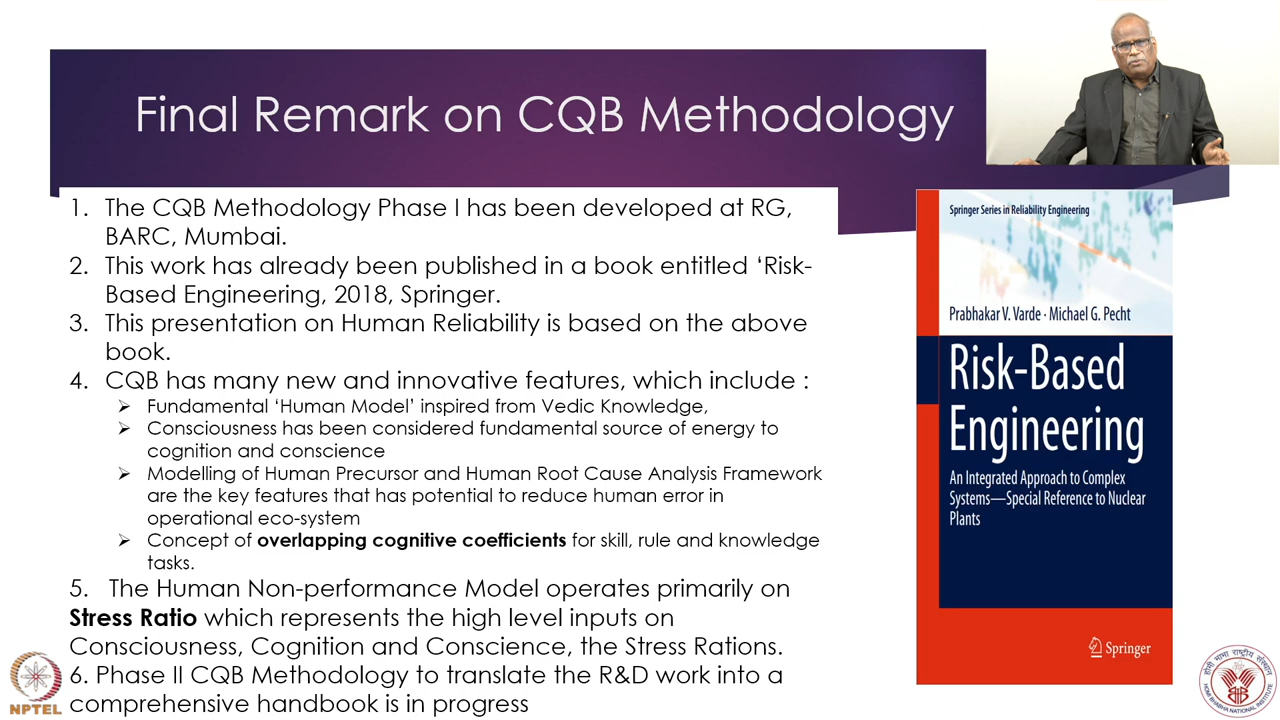 Final Remark on CQB Methodology
1. The CQB Methodology Phase I has been developed at RG,
BARC, Mumbai.
2. This work has already been published in a book entitled ‘Risk-
Based Engineering, 2018, Springer.
3. This presentation on Human Reliability is based on the above
book.
4. CQB has many new and innovative features, which include :
➢ Fundamental ‘Human Model’ inspired from Vedic Knowledge,
➢ Consciousness has been considered fundamental source of energy to
cognition and conscience
➢ Modelling of Human Precursor and Human Root Cause Analysis Framework
are the key features that has potential to reduce human error in
operational eco-system
➢ Concept of overlapping cognitive coefficients for skill, rule and knowledge
tasks.
5. The Human Non-performance Model operates primarily on
Stress Ratio which represents the high level inputs on
Consciousness, Cognition and Conscience, the Stress Rations.
6. Phase II CQB Methodology to translate the R&D work into a
comprehensive handbook is in progress
Springer Series in Reliability Engineering
Prabhakar V. Varde · Michael G. Pecht
Risk-Based
Engineering
An Integrated Approach to Complex
Systems—Special Reference to Nuclear
Plants
Springer
NPTEL
होमी भाभा राष्ट्रीय संस्थान
HOMI BHABHA NATIONAL INSTITUTE